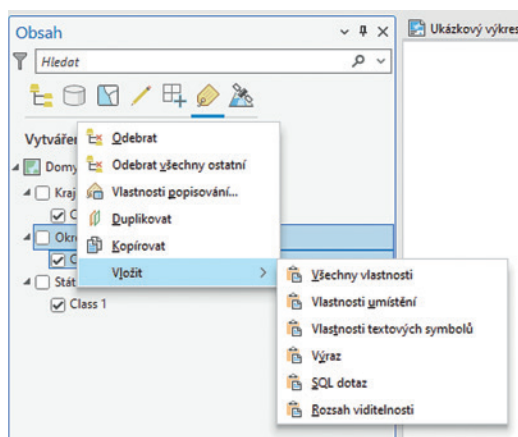 Obsah
Ukázkový výkres
Hledat
Vytváře
Odebrat
Domy
Odebrat všechny ostatní
Kraj
Vlastnosti popisování...
C
Duplikovat
Okr
Kopírovat
C
Vložit
Stát
Všechny vlastnosti
Class 1
Vlastnosti umístění
Vlastnosti textových symbolů
Výraz
SQL dotaz
Rozsah viditelnosti